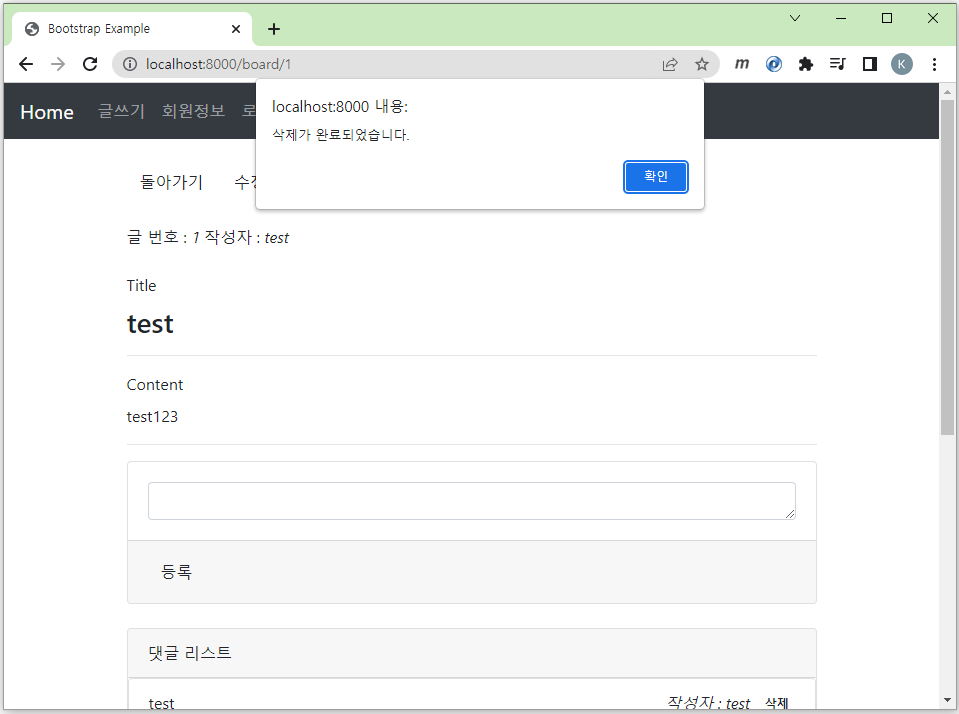 Bootstrap Example
localhost:8000/board/1
m
K
Home 글쓰기 회원정보
localhost:8000 내용:
삭제가 완료되었습니다.
확인
돌아가기
글 번호 : 1 작성자 : test
Title
test
Content
test123
등록
댓글 리스트
test 작성자 : test 삭제